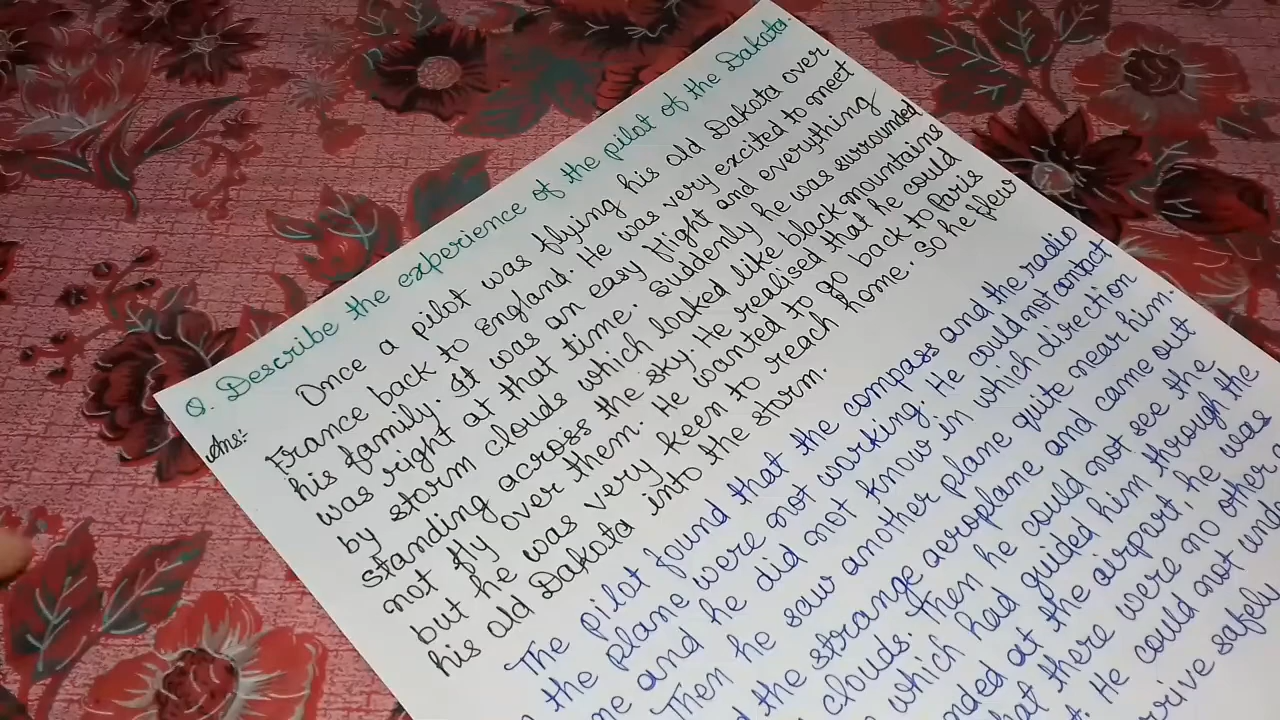 Q. Describe the experience of the pilot of the Dakota.
Ans:-
Once a pilot was flying his old Dakota over
France back to England. He was very excited to meet
his family. It was an easy flight and everything
was right at that time. Suddenly he was surrounded
by storm clouds which looked like black mountains
standing across the sky. He realised that he could
not fly over them. He wanted to go back to Paris
but he was very keen to reach home. So he flew
his old Dakota into the storm.
The pilot found that the compass and the radio
the plane were not working. He could not contact
and he did not know in which direction
Then he saw another plane quite near him.
the strange aeroplane and came out
clouds. Then he could not see the
which had guided him through the
at the airport, he was
that there were no other
He could not
safely